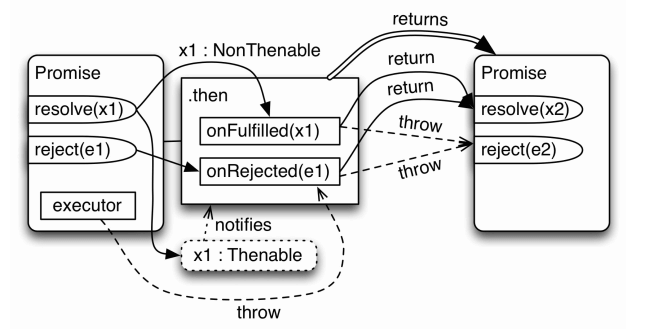 returns
x1 : NonThenable
return
Promise
Promise
.then
return
resolve(x1)
resolve(x2)
onFulfilled(x1)
throw
reject(e1)
reject(e2)
onRejected(e1)
throw
executor
notifies
x1 : Thenable
throw